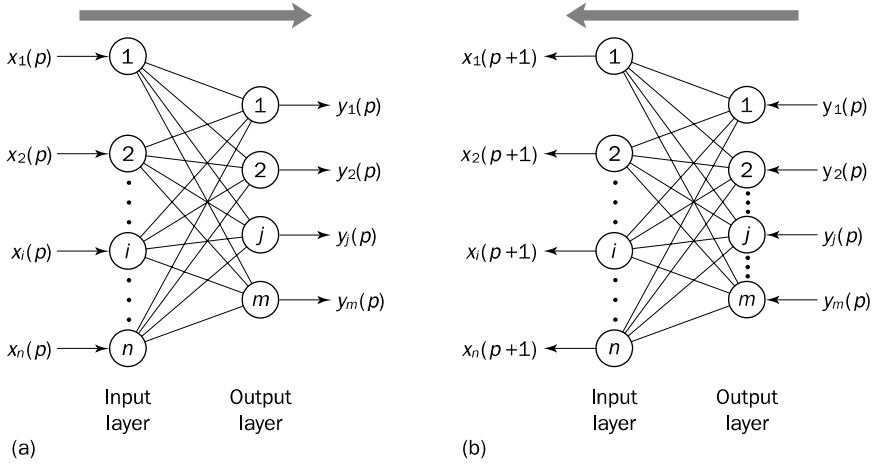 x1(p) 1 x1(p+1) 1
1 y1(p) 1 y1(p)
x2(p) 2 x2(p+1) 2
2 y2(p) 2 y2(p)
xi(p) i j yj(p) xi(p+1) i j yj(p)
m ym(p) m ym(p)
xn(p) n xn(p+1) n
Input layer Output layer Input layer Output layer
(a) (b)